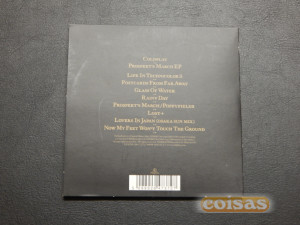 Coldplay
Prospekt's March EP
Life In Technicolor ii
Postcards From Far Away
Glass Of Water
Rainy Day
Prospekt's March / Poppyfields
Lost+
Lovers In Japan (Osaka Sun Mix)
Now My Feet Won't Touch The Ground
coisas